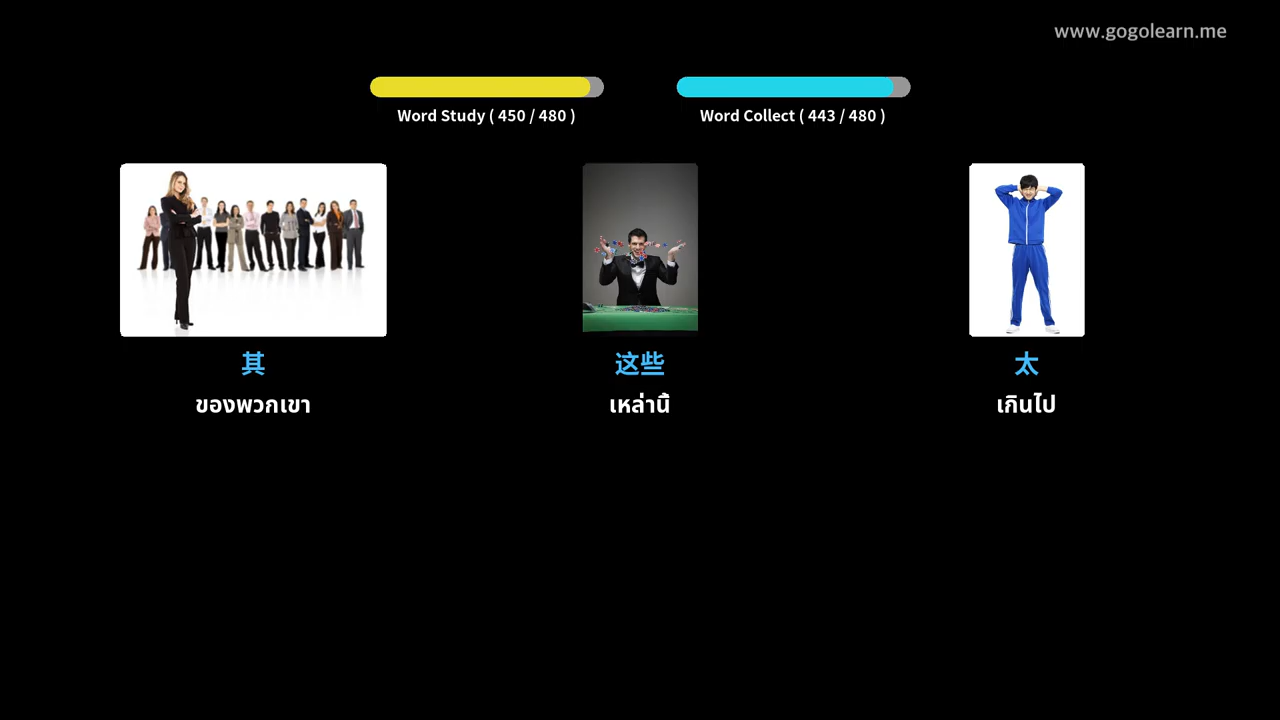 www.gogolearn.me
Word Study ( 450 / 480 )
Word Collect ( 443 / 480 )
其
这些
太
ของพวกเขา
เหล่านี้
เกินไป